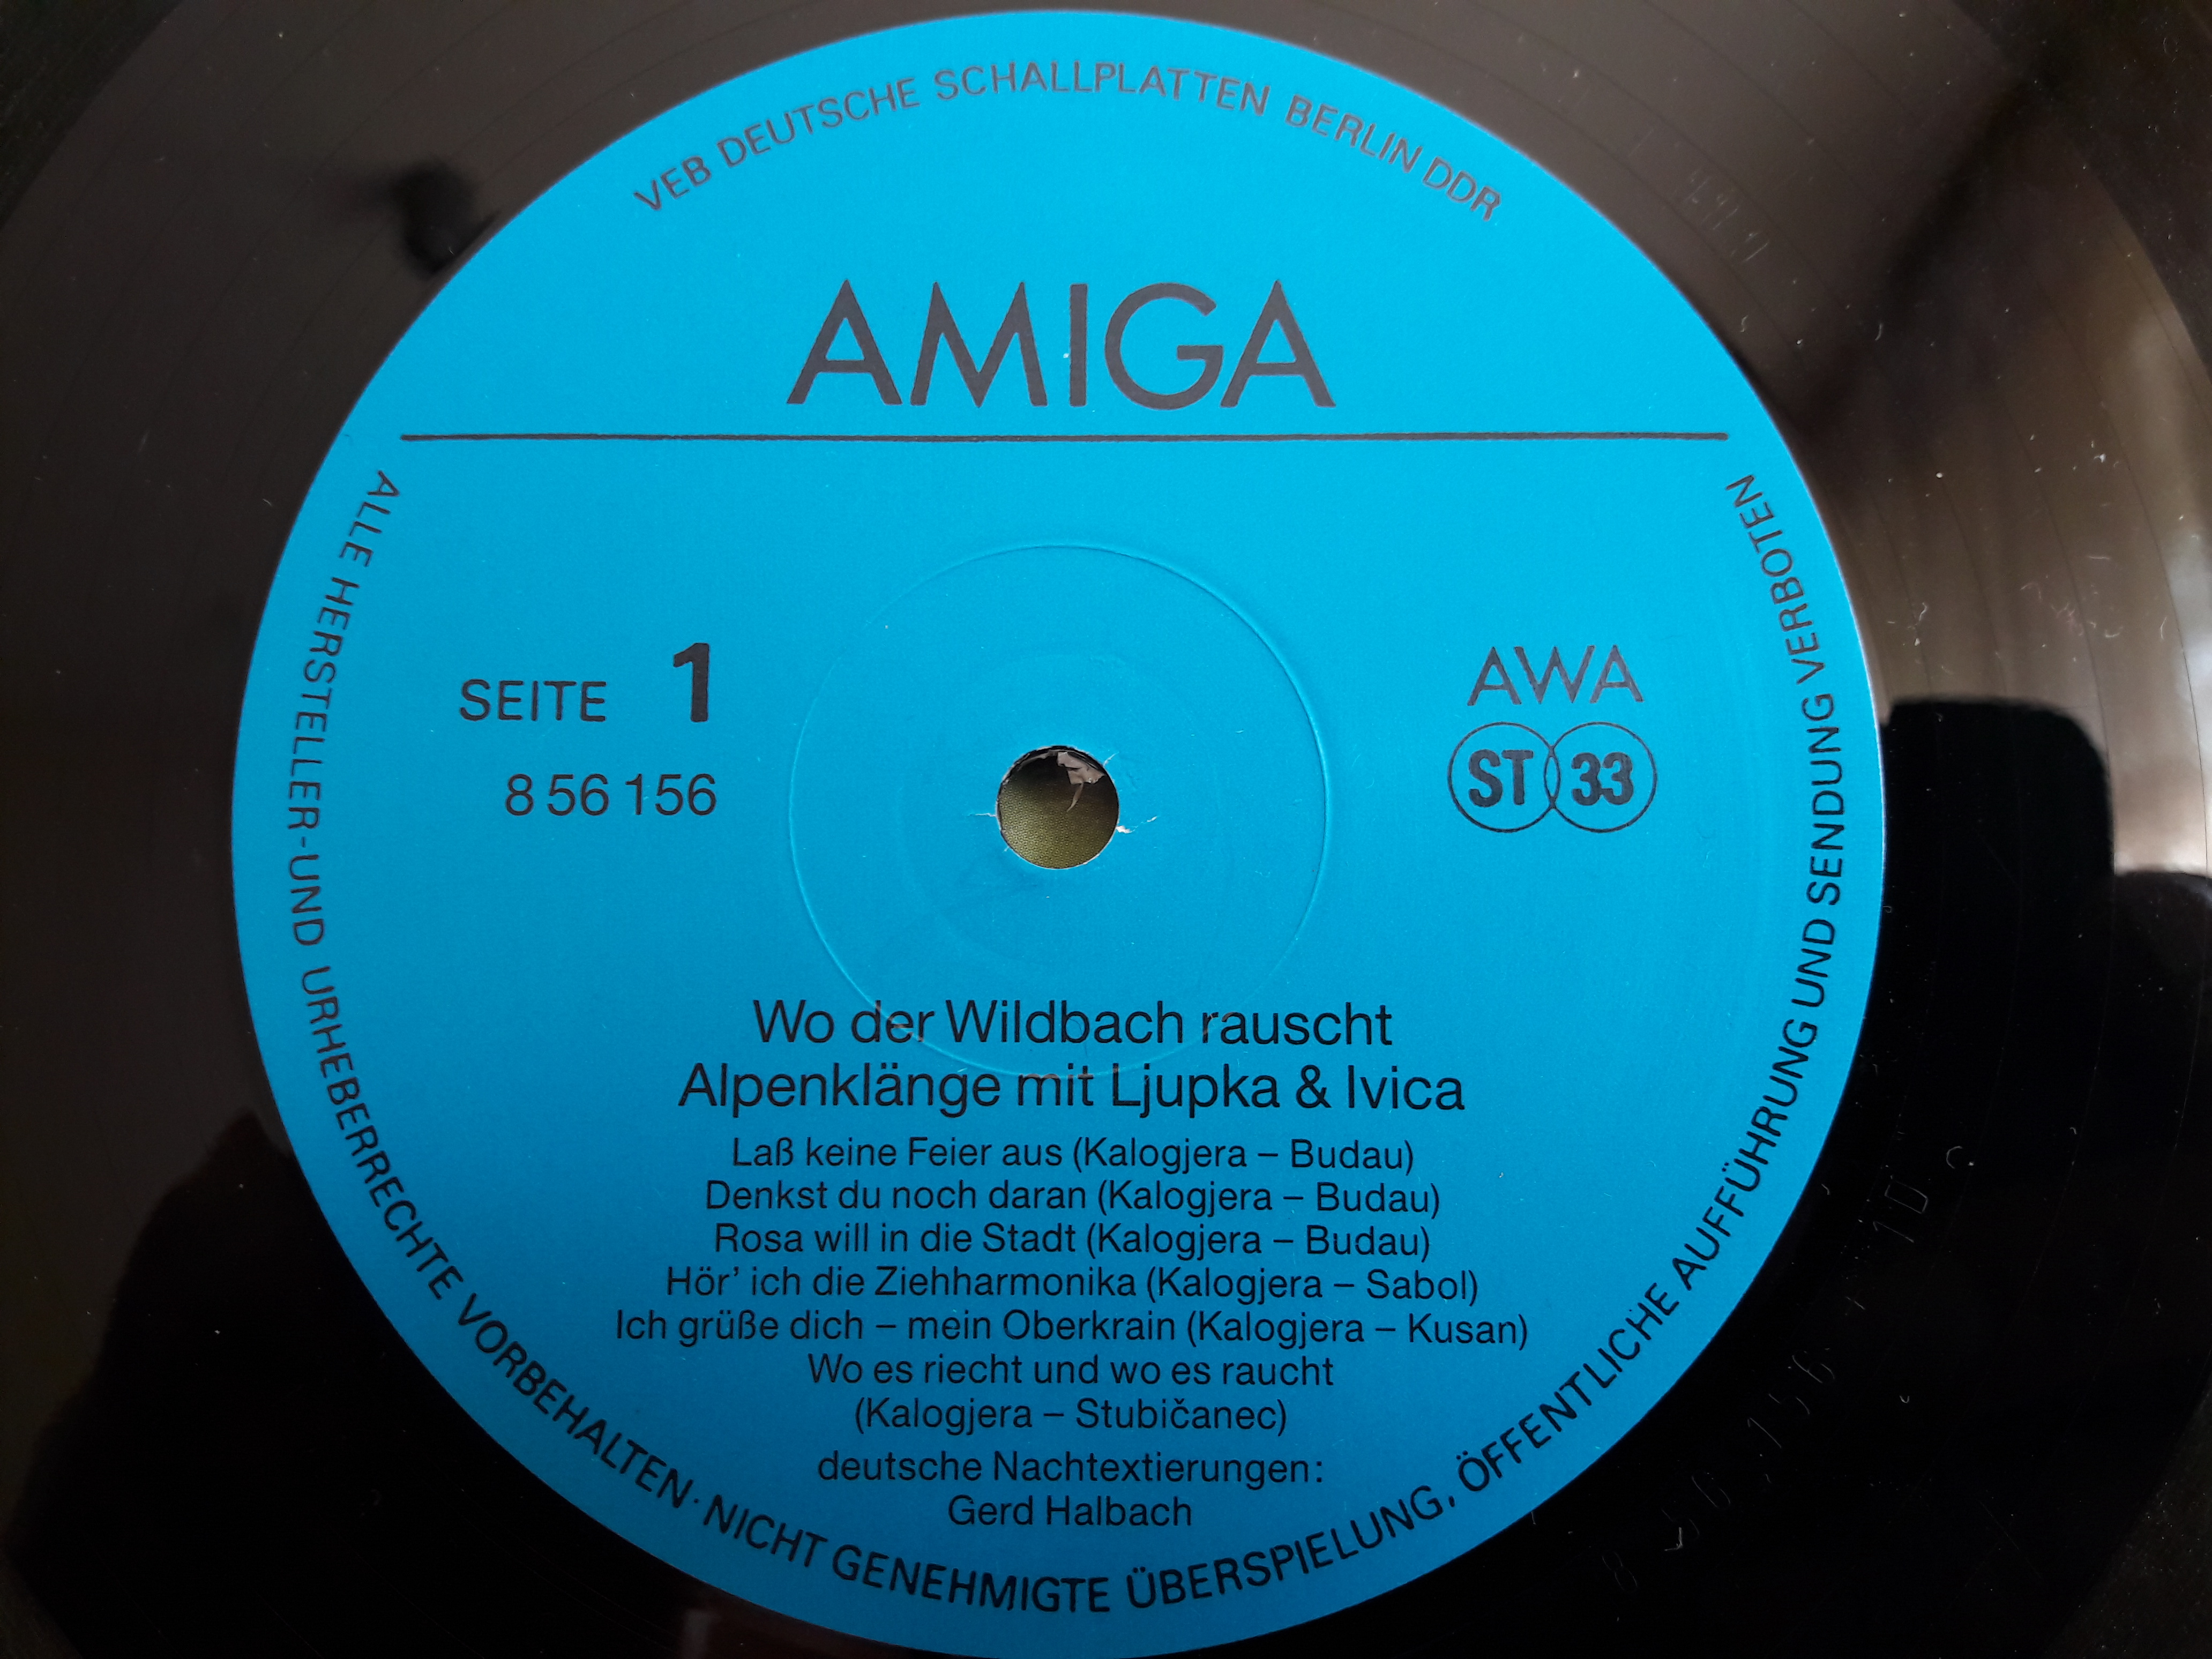 VEB DEUTSCHE SCHALLPLATTEN BERLIN DDR
AMIGA
SEITE 1
8 56 156
AWA
ST 33
Wo der Wildbach rauscht
Alpenklänge mit Ljupka & Ivica
Laß keine Feier aus (Kalogjera – Budau)
Denkst du noch daran (Kalogjera – Budau)
Rosa will in die Stadt (Kalogjera – Budau)
Hör’ ich die Ziehharmonika (Kalogjera – Sabol)
Ich grüße dich – mein Oberkrain (Kalogjera – Kusan)
Wo es riecht und wo es raucht
(Kalogjera – Stubičanec)
deutsche Nachtextierungen:
Gerd Halbach
ALLE HERSTELLER-UND URHEBERRECHTE VORBEHALTEN · NICHT GENEHMIGTE ÜBERSPIELUNG, ÖFFENTLICHE AUFFÜHRUNG UND SENDUNG VERBOTEN